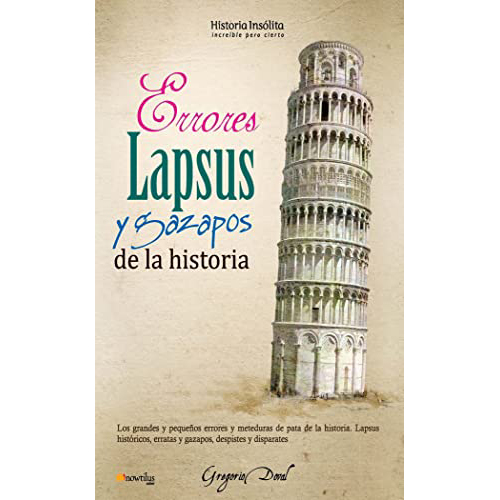 Historia Insólita
increíble pero cierto
Errores
Lapsus
y gazapos
de la historia
Los grandes y pequeños errores y meteduras de pata de la historia. Lapsus
históricos, erratas y gazapos, despistes y disparates
nowtilus
Gregorio Doval